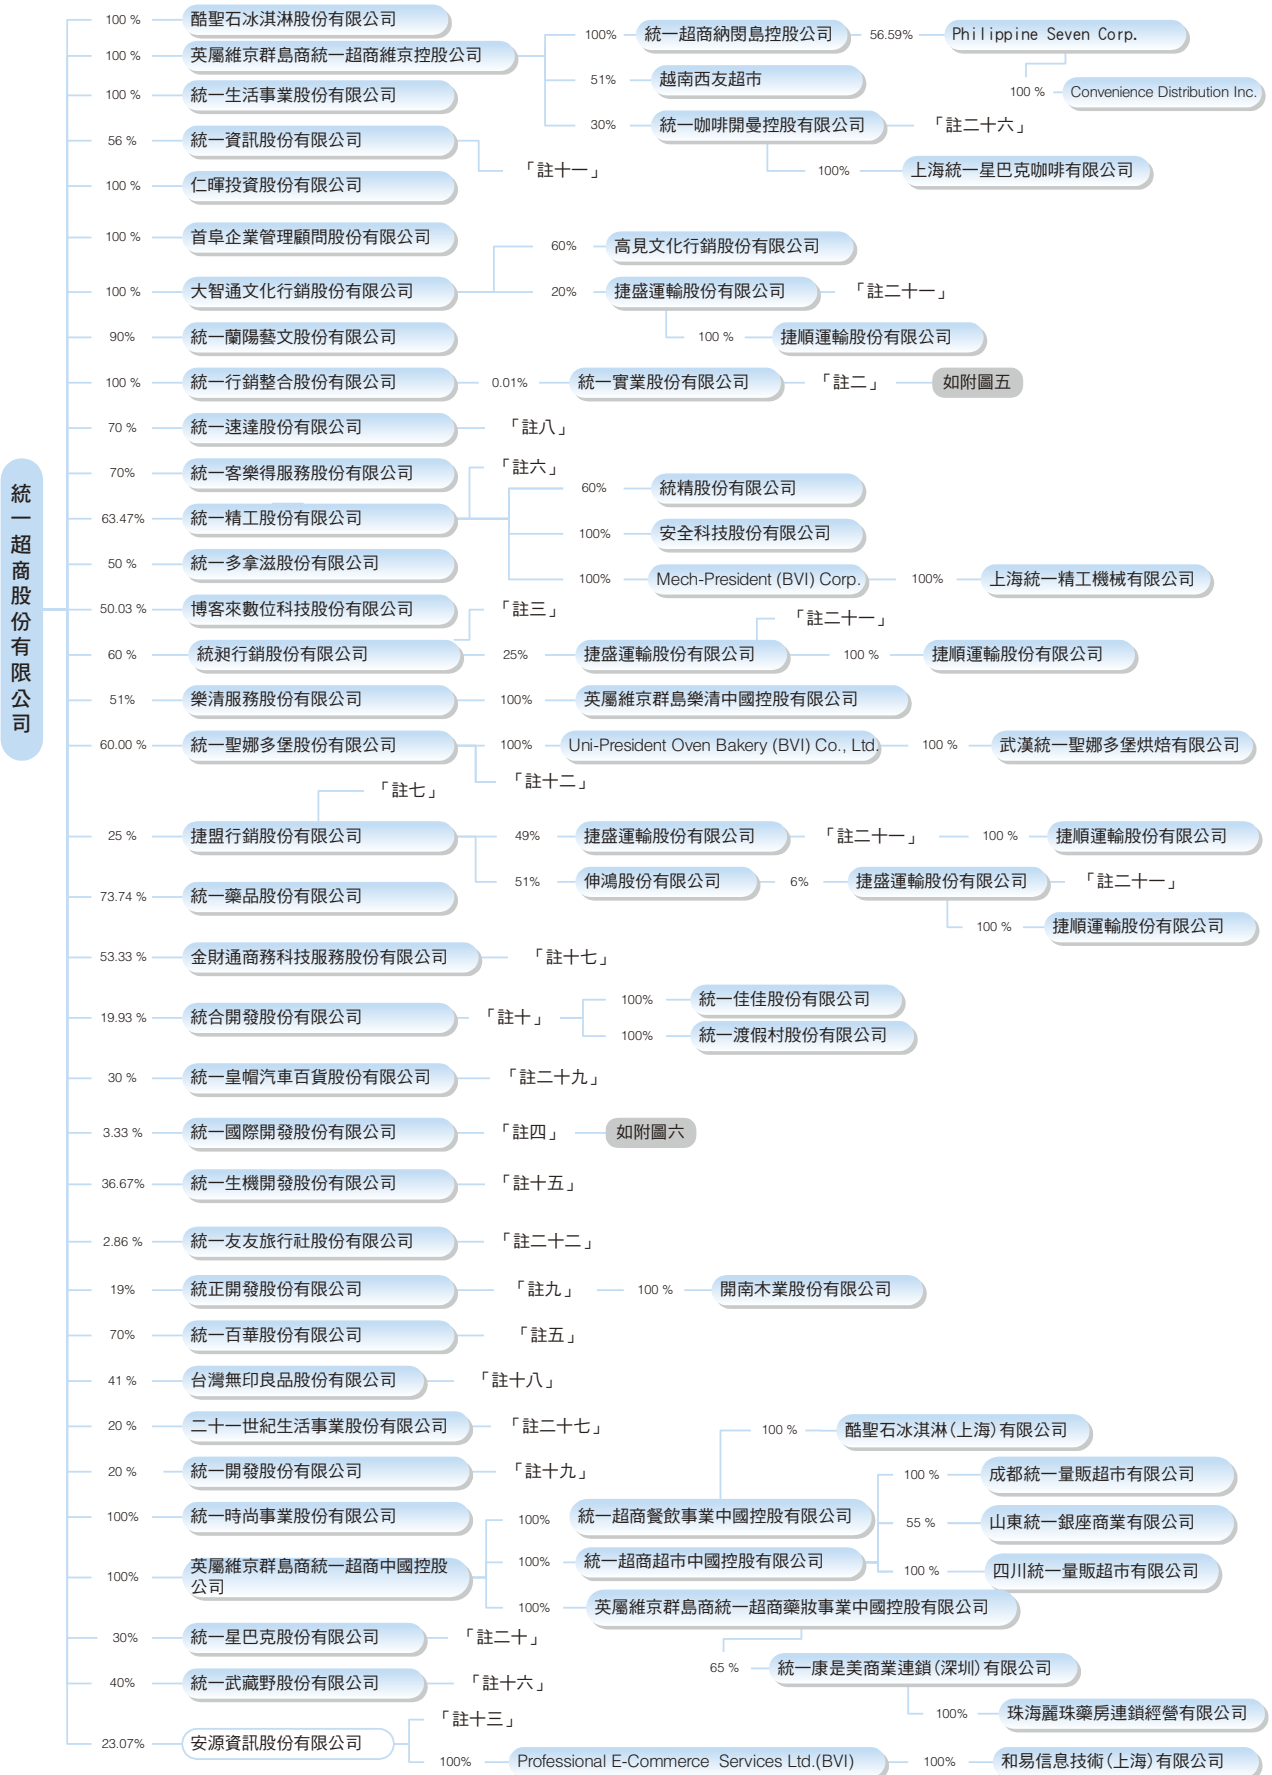 統一超商股份有限公司
100 %
酷聖石冰淇淋股份有限公司
100 %
英屬維京群島商統一超商維京控股公司
100%
統一超商納閔島控股公司
56.59%
Philippine Seven Corp.
100 %
Convenience Distribution Inc.
51%
越南西友超市
30%
統一咖啡開曼控股有限公司
「註二十六」
100%
上海統一星巴克咖啡有限公司
100 %
統一生活事業股份有限公司
56 %
統一資訊股份有限公司
「註十一」
100 %
仁暉投資股份有限公司
100 %
首阜企業管理顧問股份有限公司
100 %
大智通文化行銷股份有限公司
60%
高見文化行銷股份有限公司
20%
捷盛運輸股份有限公司
「註二十一」
100 %
捷順運輸股份有限公司
90%
統一蘭陽藝文股份有限公司
100 %
統一行銷整合股份有限公司
0.01%
統一實業股份有限公司
「註二」
如附圖五
70 %
統一速達股份有限公司
「註八」
70%
統一客樂得服務股份有限公司
63.47%
統一精工股份有限公司
「註六」
60%
統精股份有限公司
100%
安全科技股份有限公司
100%
Mech-President (BVI) Corp.
100%
上海統一精工機械有限公司
50 %
統一多拿滋股份有限公司
50.03 %
博客來數位科技股份有限公司
60 %
統昶行銷股份有限公司
「註三」
25%
捷盛運輸股份有限公司
「註二十一」
100 %
捷順運輸股份有限公司
51%
樂清服務股份有限公司
100%
英屬維京群島樂清中國控股有限公司
60.00 %
統一聖娜多堡股份有限公司
100%
Uni-President Oven Bakery (BVI) Co., Ltd.
100 %
武漢統一聖娜多堡烘焙有限公司
「註十二」
「註七」
25 %
捷盟行銷股份有限公司
49%
捷盛運輸股份有限公司
「註二十一」
100 %
捷順運輸股份有限公司
51%
伸鴻股份有限公司
6%
捷盛運輸股份有限公司
「註二十一」
100 %
捷順運輸股份有限公司
73.74 %
統一藥品股份有限公司
53.33 %
金財通商務科技服務股份有限公司
「註十七」
19.93 %
統合開發股份有限公司
「註十」
100%
統一佳佳股份有限公司
100%
統一渡假村股份有限公司
30 %
統一皇帽汽車百貨股份有限公司
「註二十九」
3.33 %
統一國際開發股份有限公司
「註四」
如附圖六
36.67%
統一生機開發股份有限公司
「註十五」
2.86 %
統一友友旅行社股份有限公司
「註二十二」
19%
統正開發股份有限公司
「註九」
100 %
開南木業股份有限公司
70%
統一百華股份有限公司
「註五」
41 %
台灣無印良品股份有限公司
「註十八」
20 %
二十一世紀生活事業股份有限公司
「註二十七」
20 %
統一開發股份有限公司
「註十九」
100%
統一時尚事業股份有限公司
100%
英屬維京群島商統一超商中國控股
公司
100%
統一超商餐飲事業中國控股有限公司
100 %
酷聖石冰淇淋(上海)有限公司
100%
統一超商超市中國控股有限公司
100 %
成都統一量販超市有限公司
55 %
山東統一銀座商業有限公司
100 %
四川統一量販超市有限公司
100%
英屬維京群島商統一超商藥妝事業中國控股有限公司
65 %
統一康是美商業連鎖(深圳)有限公司
100%
珠海麗珠藥房連鎖經營有限公司
30%
統一星巴克股份有限公司
「註二十」
40%
統一武藏野股份有限公司
「註十六」
23.07%
安源資訊股份有限公司
「註十三」
100%
Professional E-Commerce Services Ltd.(BVI)
100%
和易信息技術(上海)有限公司